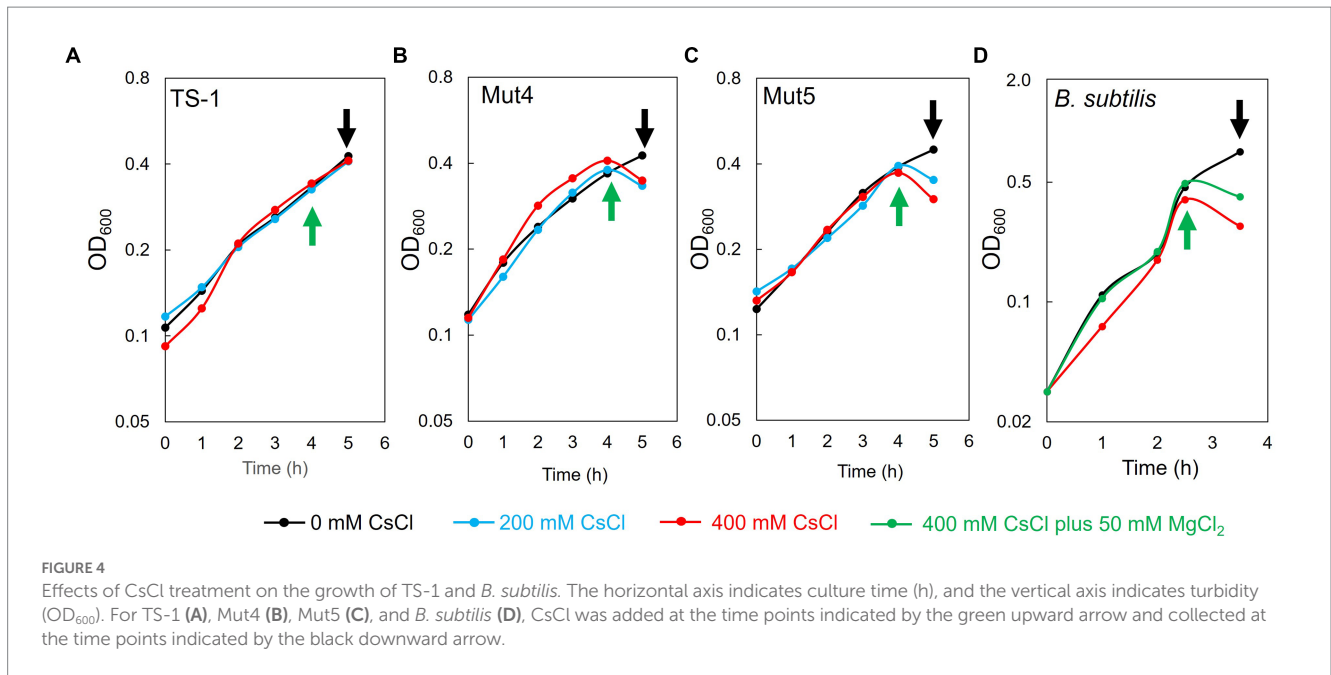 A
TS-1
OD600
0.8
0.4
0.2
0.1
0.05
0 1 2 3 4 5 6
Time (h)
B
Mut4
OD600
0.8
0.4
0.2
0.1
0.05
0 1 2 3 4 5 6
Time (h)
C
Mut5
OD600
0.8
0.4
0.2
0.1
0.05
0 1 2 3 4 5 6
Time (h)
D
B. subtilis
OD600
2.0
0.5
0.1
0.02
0 1 2 3 4
Time (h)
0 mM CsCl 200 mM CsCl 400 mM CsCl 400 mM CsCl plus 50 mM MgCl2
FIGURE 4
Effects of CsCl treatment on the growth of TS-1 and B. subtilis. The horizontal axis indicates culture time (h), and the vertical axis indicates turbidity
(OD600). For TS-1 (A), Mut4 (B), Mut5 (C), and B. subtilis (D), CsCl was added at the time points indicated by the green upward arrow and collected at
the time points indicated by the black downward arrow.